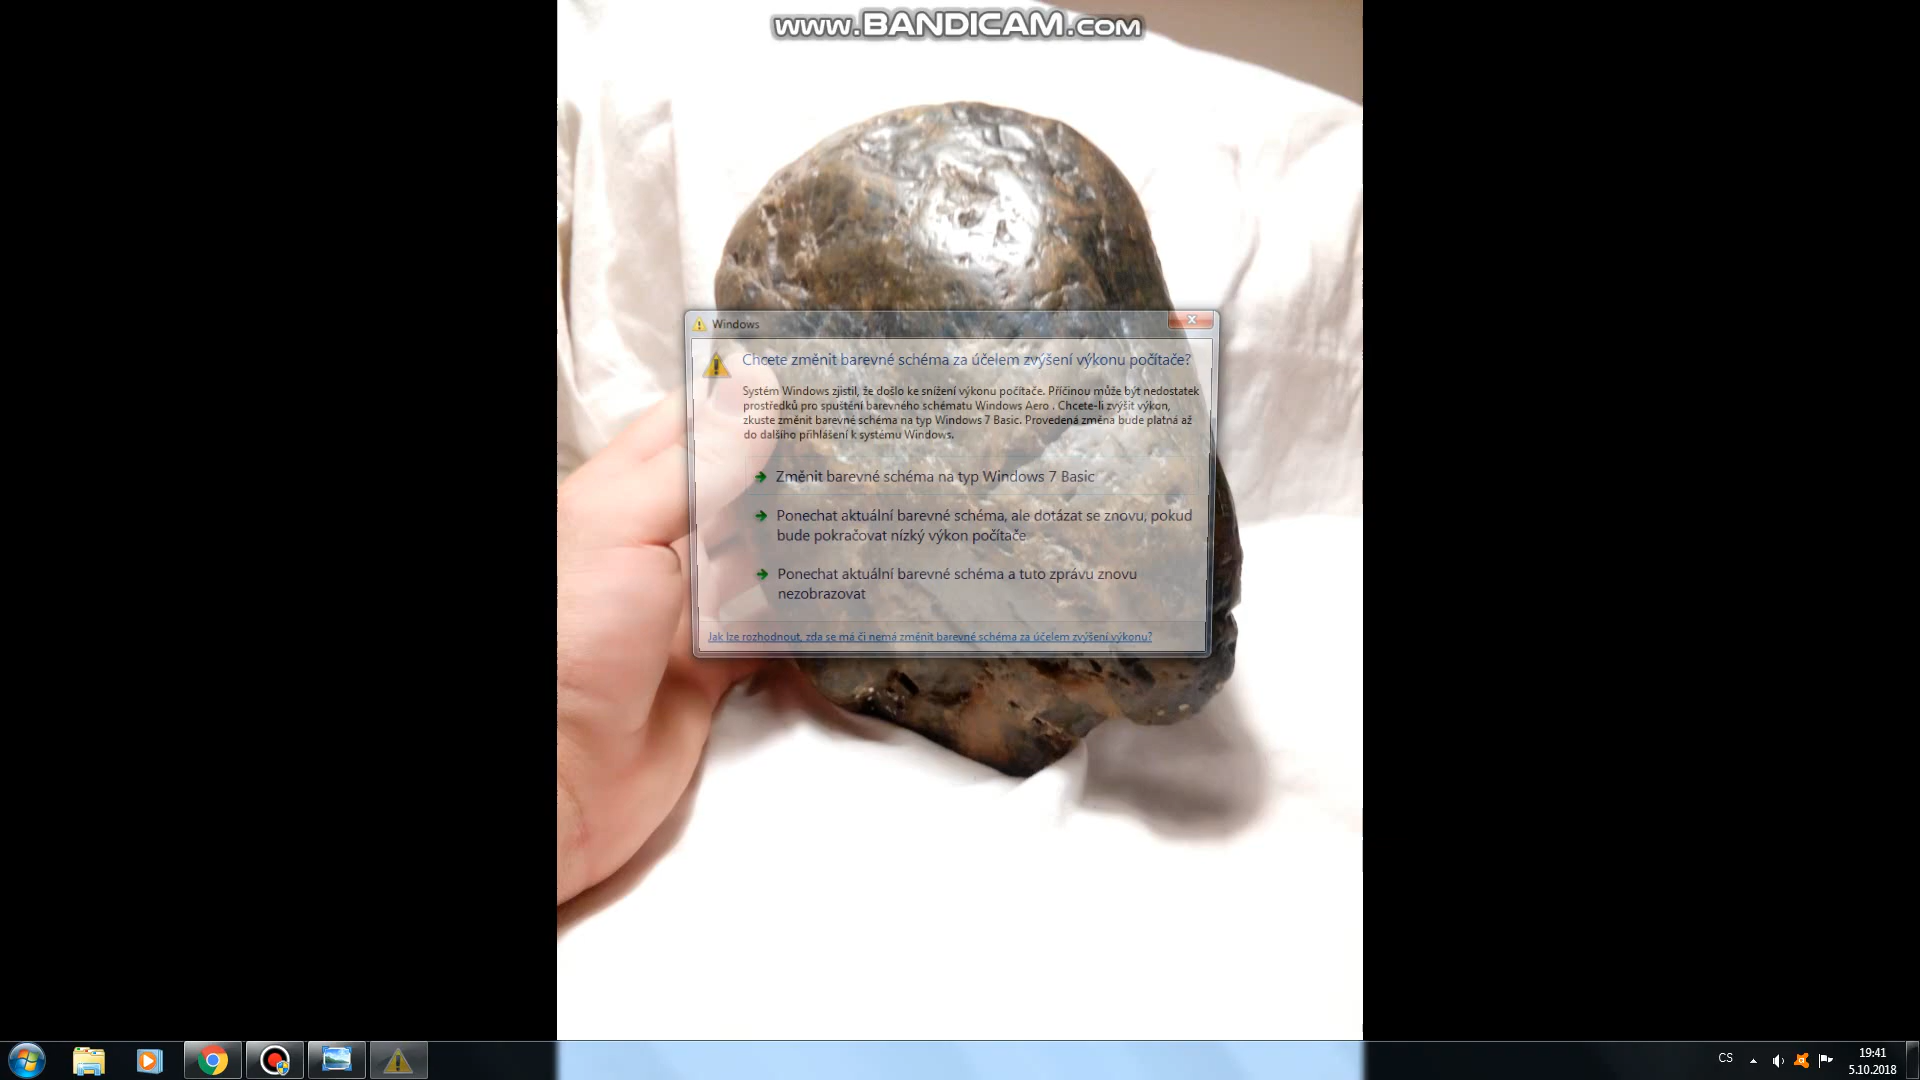 www.BANDICAM.com
Windows
Chcete změnit barevné schéma za účelem zvýšení výkonu počítače?
Systém Windows zjistil, že došlo ke snížení výkonu počítače. Příčinou může být nedostatek
prostředků pro spuštění barevného schématu Windows Aero . Chcete-li zvýšit výkon,
zkuste změnit barevné schéma na typ Windows 7 Basic. Provedená změna bude platná až
do dalšího přihlášení k systému Windows.
Změnit barevné schéma na typ Windows 7 Basic
Ponechat aktuální barevné schéma, ale dotázat se znovu, pokud
bude pokračovat nízký výkon počítače
Ponechat aktuální barevné schéma a tuto zprávu znovu
nezobrazovat
Jak lze rozhodnout, zda se má či nemá změnit barevné schéma za účelem zvýšení výkonu?
CS
19:41
5.10.2018